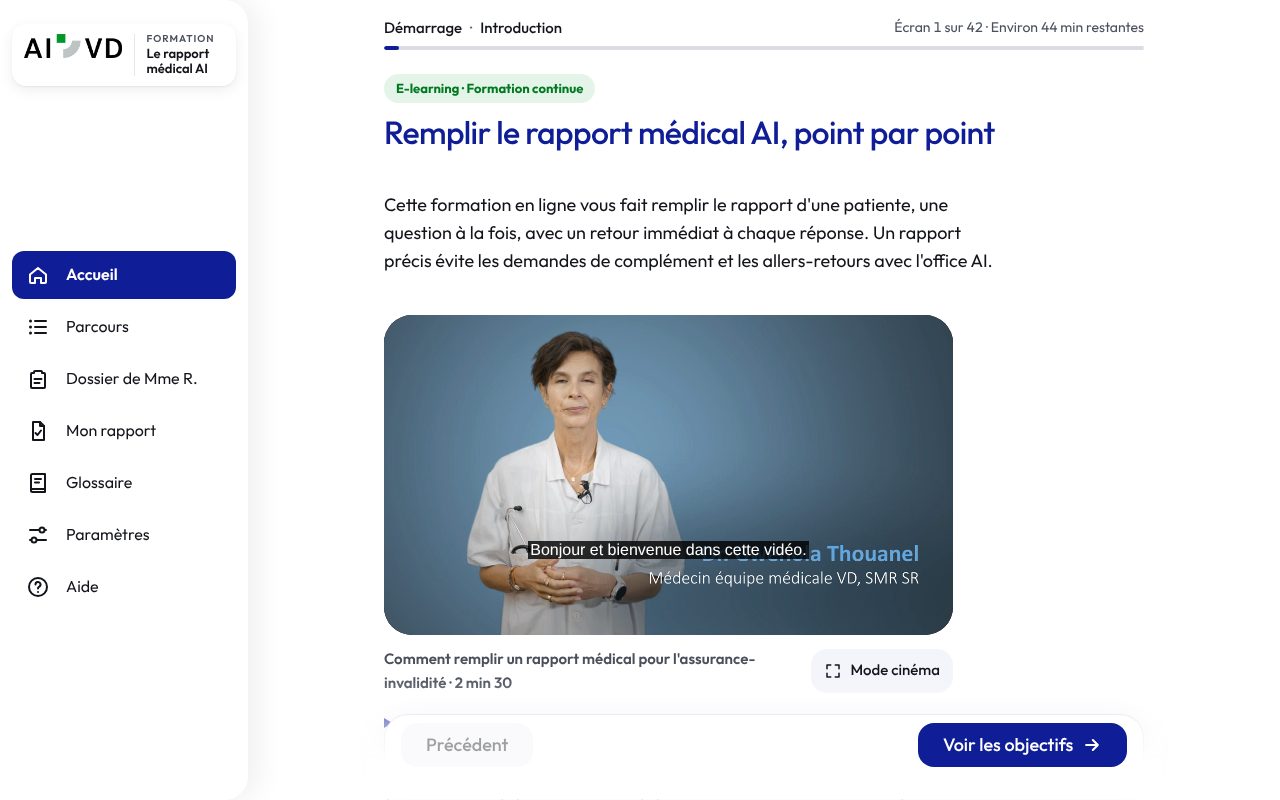 AI VD
FORMATION
Le rapport
médical AI
Accueil
Parcours
Dossier de Mme R.
Mon rapport
Glossaire
Paramètres
Aide
Démarrage · Introduction
Écran 1 sur 42 · Environ 44 min restantes
E-learning · Formation continue
Remplir le rapport médical AI, point par point
Cette formation en ligne vous fait remplir le rapport d'une patiente, une
question à la fois, avec un retour immédiat à chaque réponse. Un rapport
précis évite les demandes de complément et les allers-retours avec l'office AI.
Bonjour et bienvenue dans cette vidéo.
Thouanel
Médecin équipe médicale VD, SMR SR
Comment remplir un rapport médical pour l'assurance-
invalidité · 2 min 30
Mode cinéma
Précédent
Voir les objectifs